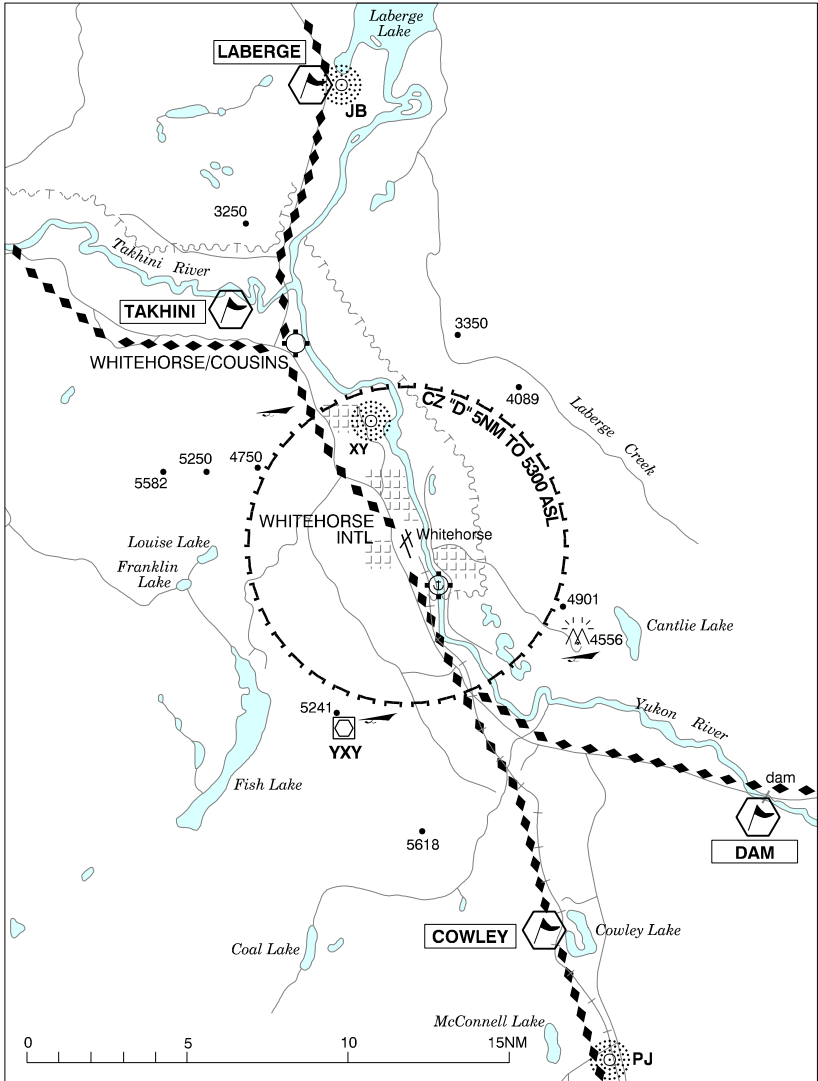 Laberge
Lake
LABERGE
JB
3250
Takhini River
TAKHINI
3350
WHITEHORSE/COUSINS
4089
CZ "D" 5NM TO 5300 ASL
Laberge Creek
XY
4750
5250
5582
WHITEHORSE
INTL
Whitehorse
Louise Lake
Franklin
Lake
4901
Cantlie Lake
4556
5241
YXY
Yukon River
dam
Fish Lake
DAM
5618
COWLEY
Cowley Lake
Coal Lake
McConnell Lake
0 5 10 15NM
PJ